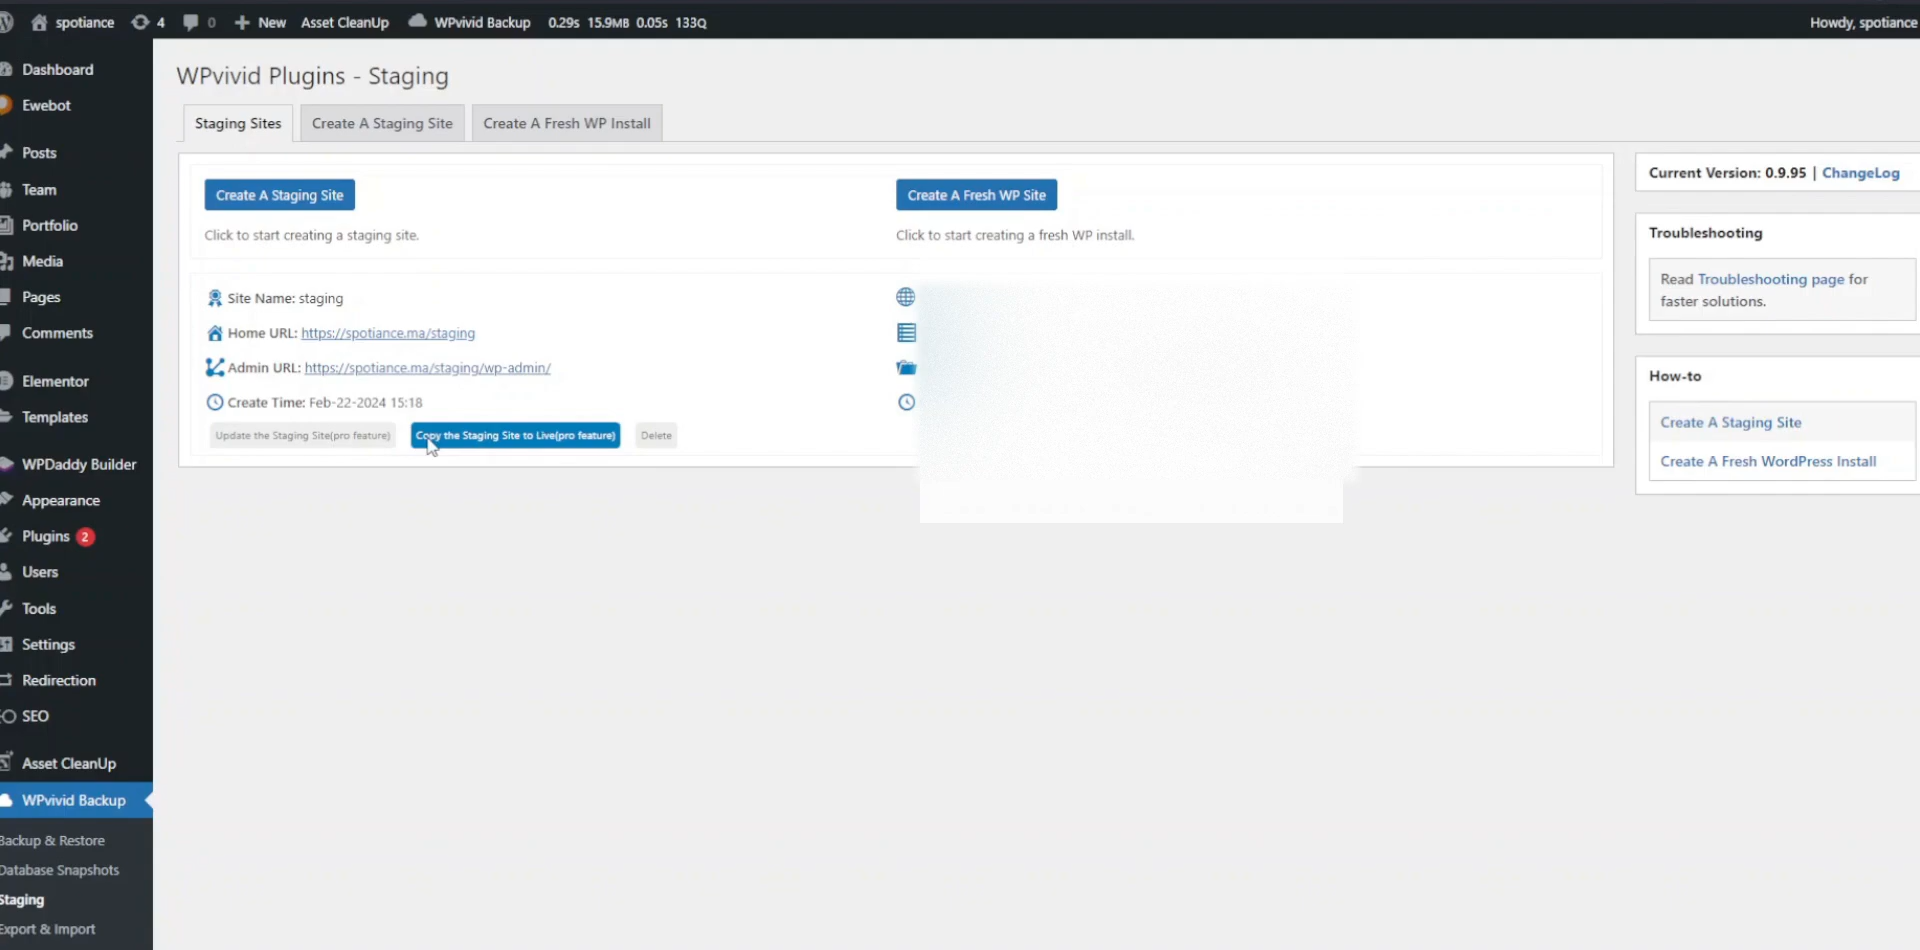 spotiance 4 0 New Asset CleanUp WPvivid Backup 0.29s 15.9MB 0.05s 133Q Howdy, spotiance
Dashboard
Ewebot
Posts
Team
Portfolio
Media
Pages
Comments
Elementor
Templates
WPDaddy Builder
Appearance
Plugins 2
Users
Tools
Settings
Redirection
SEO
Asset CleanUp
WPvivid Backup
Backup & Restore
Database Snapshots
Staging
Export & Import
WPvivid Plugins - Staging
Staging Sites Create A Staging Site Create A Fresh WP Install
Create A Staging Site
Click to start creating a staging site.
Create A Fresh WP Site
Click to start creating a fresh WP install.
Site Name: staging
Home URL: https://spotiance.ma/staging
Admin URL: https://spotiance.ma/staging/wp-admin/
Create Time: Feb-22-2024 15:18
Update the Staging Site(pro feature) Copy the Staging Site to Live(pro feature) Delete
Current Version: 0.9.95 | ChangeLog
Troubleshooting
Read Troubleshooting page for
faster solutions.
How-to
Create A Staging Site
Create A Fresh WordPress Install